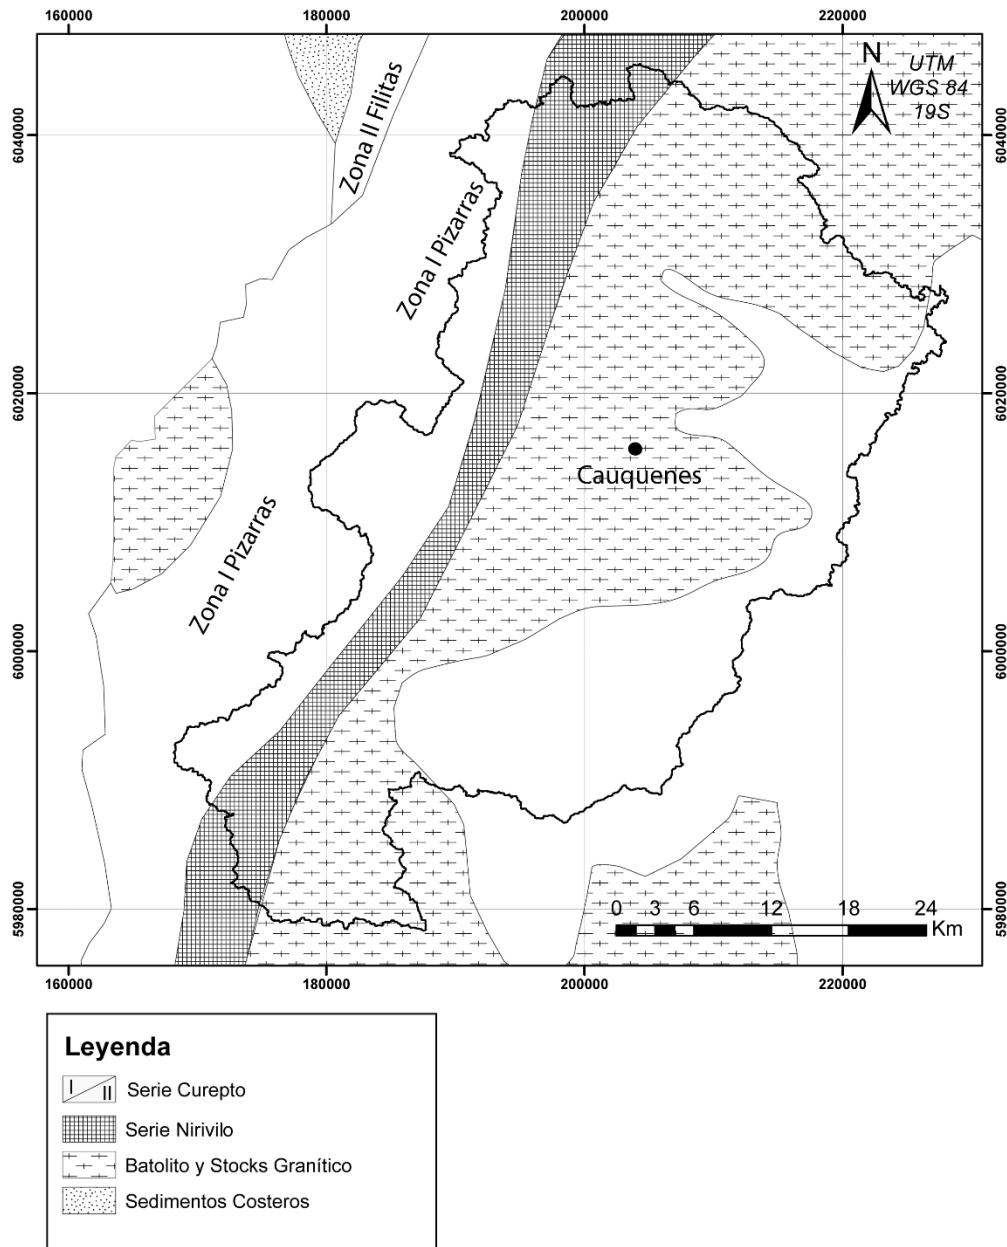 160000 180000 200000 220000
N
UTM
WGS 84
19S
6040000 6040000
Zona II Filitas
Zona I Pizarras
6020000 6020000
Cauquenes
Zona I Pizarras
6000000 6000000
5980000 5980000
0 3 6 12 18 24
Km
160000 180000 200000 220000
Leyenda
I II Serie Curepto
Serie Nirivilo
Batolito y Stocks Granítico
Sedimentos Costeros